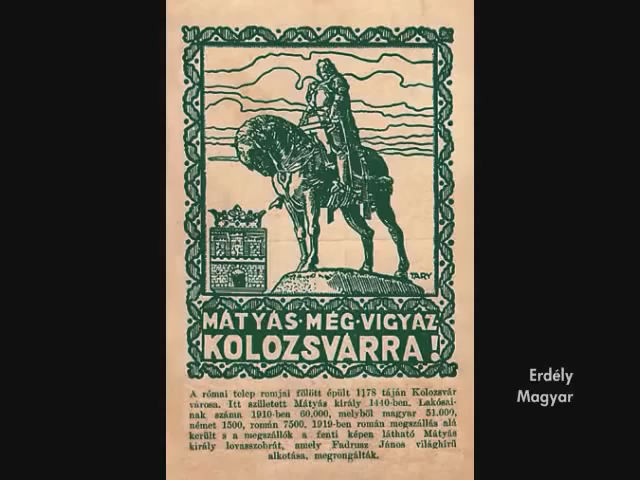 TARY
MÁTYÁS·MÉG·VIGYÁZ
KOLOZSVÁRRA!
A római telep romjai fölött épült 1178 táján Kolozsvár
városa. Itt született Mátyás király 1440-ben. Lakósai-
nak száma 1910-ben 60.000, melyből magyar 51.000,
német 1500, román 7500. 1919-ben román megszállás alá
került s a megszállók a fenti képen látható Mátyás
király lovasszobrát, amely Fadrusz János világhírű
alkotása, megrongálták.
Erdély
Magyar